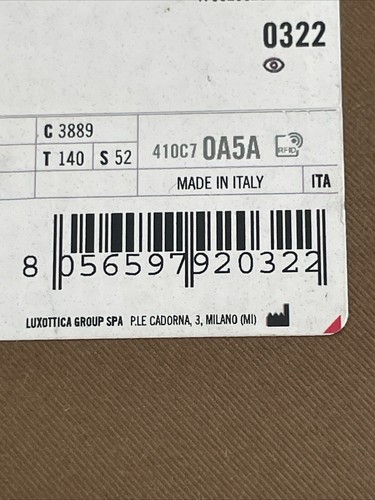 0322
C 3889
T 140 S 52
410C7 0A5A RFID
MADE IN ITALY ITA
8 056597 920322
LUXOTTICA GROUP SPA P.LE CADORNA, 3, MILANO (MI)